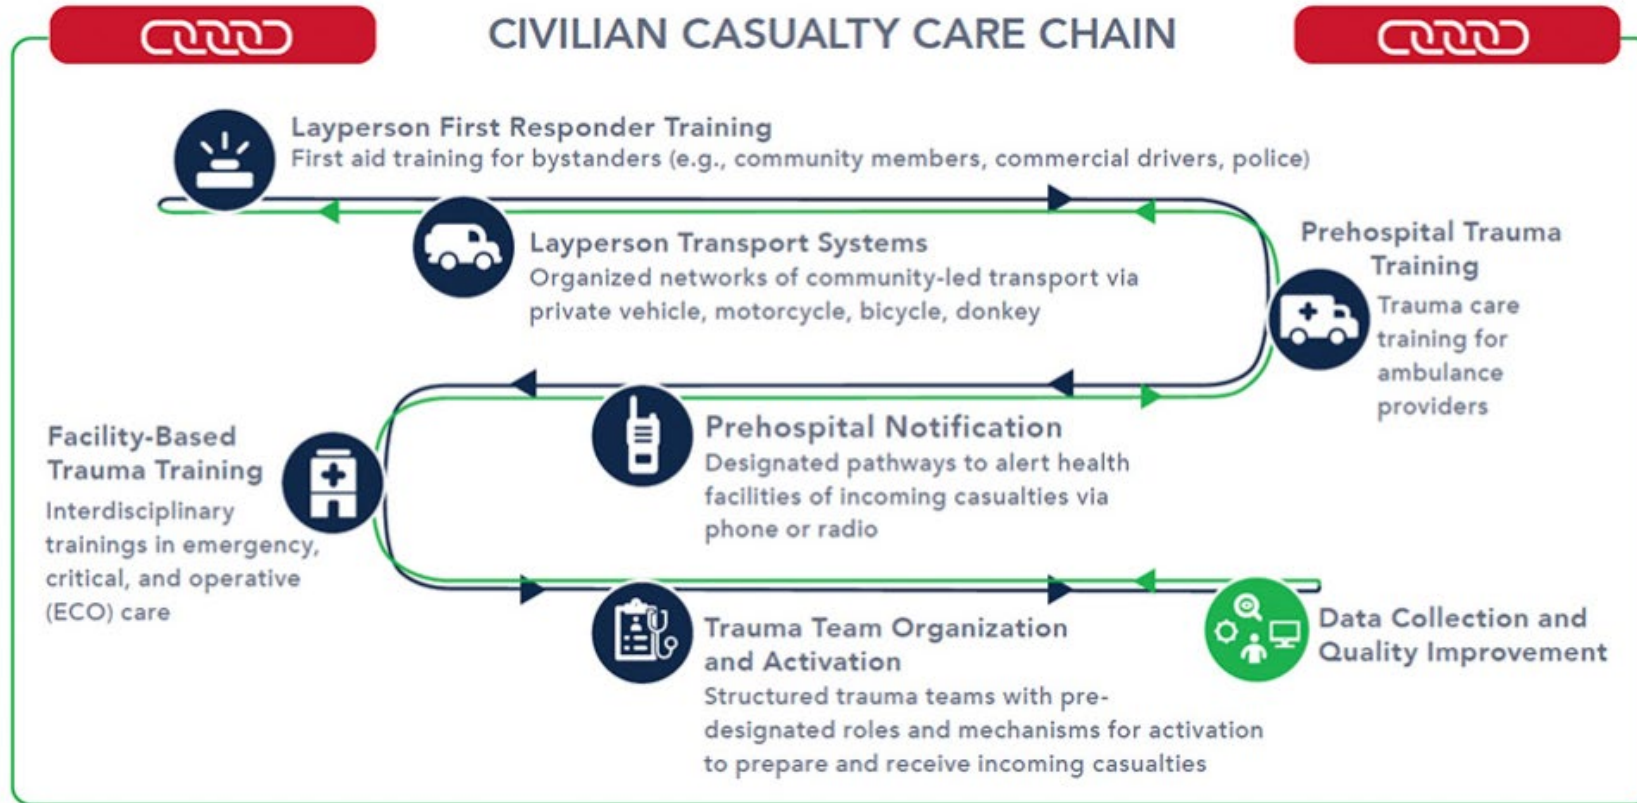 CIVILIAN CASUALTY CARE CHAIN
Layperson First Responder Training
First aid training for bystanders (e.g., community members, commercial drivers, police)
Layperson Transport Systems
Organized networks of community-led transport via
private vehicle, motorcycle, bicycle, donkey
Prehospital Trauma
Training
Trauma care
training for
ambulance
providers
Prehospital Notification
Designated pathways to alert health
facilities of incoming casualties via
phone or radio
Facility-Based
Trauma Training
Interdisciplinary
trainings in emergency,
critical, and operative
(ECO) care
Trauma Team Organization
and Activation
Structured trauma teams with pre-
designated roles and mechanisms for activation
to prepare and receive incoming casualties
Data Collection and
Quality Improvement